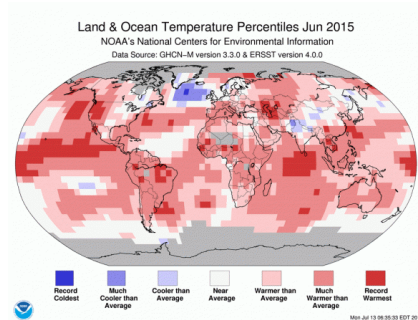 Land & Ocean Temperature Percentiles Jun 2015
NOAA's National Centers for Environmental Information
Data Source: GHCN–M version 3.3.0 & ERSST version 4.0.0
Record Coldest
Much Cooler than Average
Cooler than Average
Near Average
Warmer than Average
Much Warmer than Average
Record Warmest
Mon Jul 13 06:35:33 EDT 20